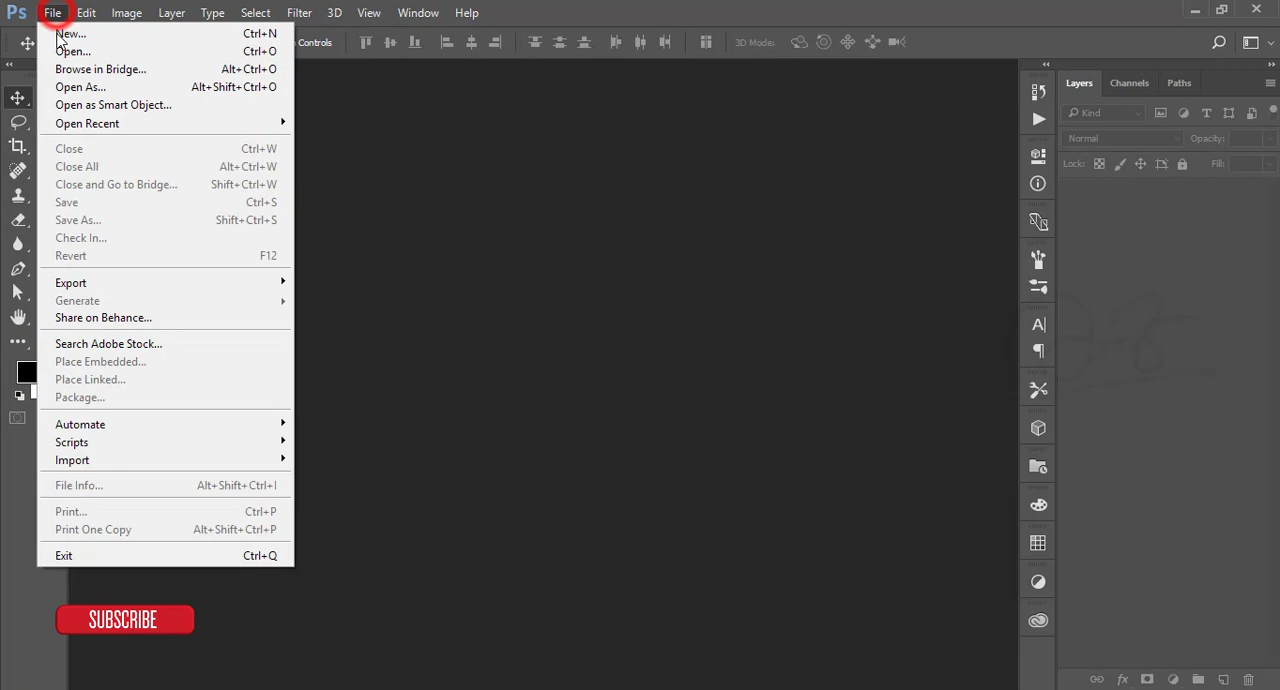 Ps File Edit Image Layer Type Select Filter 3D View Window Help
New... Ctrl+N
Open... Ctrl+O
Browse in Bridge... Alt+Ctrl+O
Open As... Alt+Shift+Ctrl+O
Open as Smart Object...
Open Recent
Close Ctrl+W
Close All Alt+Ctrl+W
Close and Go to Bridge... Shift+Ctrl+W
Save Ctrl+S
Save As... Shift+Ctrl+S
Check In...
Revert F12
Export
Generate
Share on Behance...
Search Adobe Stock...
Place Embedded...
Place Linked...
Package...
Automate
Scripts
Import
File Info... Alt+Shift+Ctrl+I
Print... Ctrl+P
Print One Copy Alt+Shift+Ctrl+P
Exit Ctrl+Q
Controls 3D Mode:
Layers Channels Paths
Kind
Normal Opacity:
Lock: Fill:
SUBSCRIBE